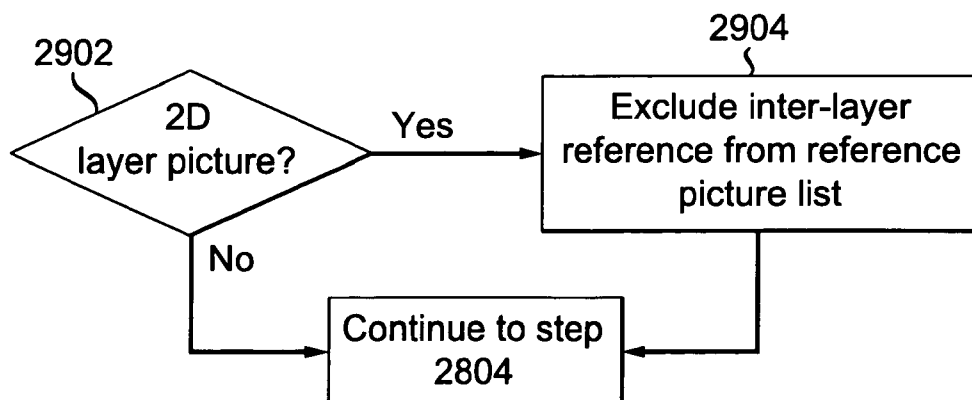 2902
2D
layer picture?
Yes
No
2904
Exclude inter-layer
reference from reference
picture list
Continue to step
2804